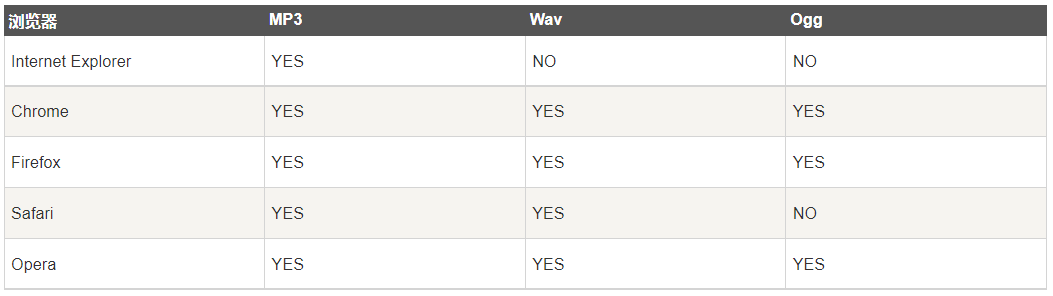 浏览器 MP3 Wav Ogg
Internet Explorer YES NO NO
Chrome YES YES YES
Firefox YES YES YES
Safari YES YES NO
Opera YES YES YES